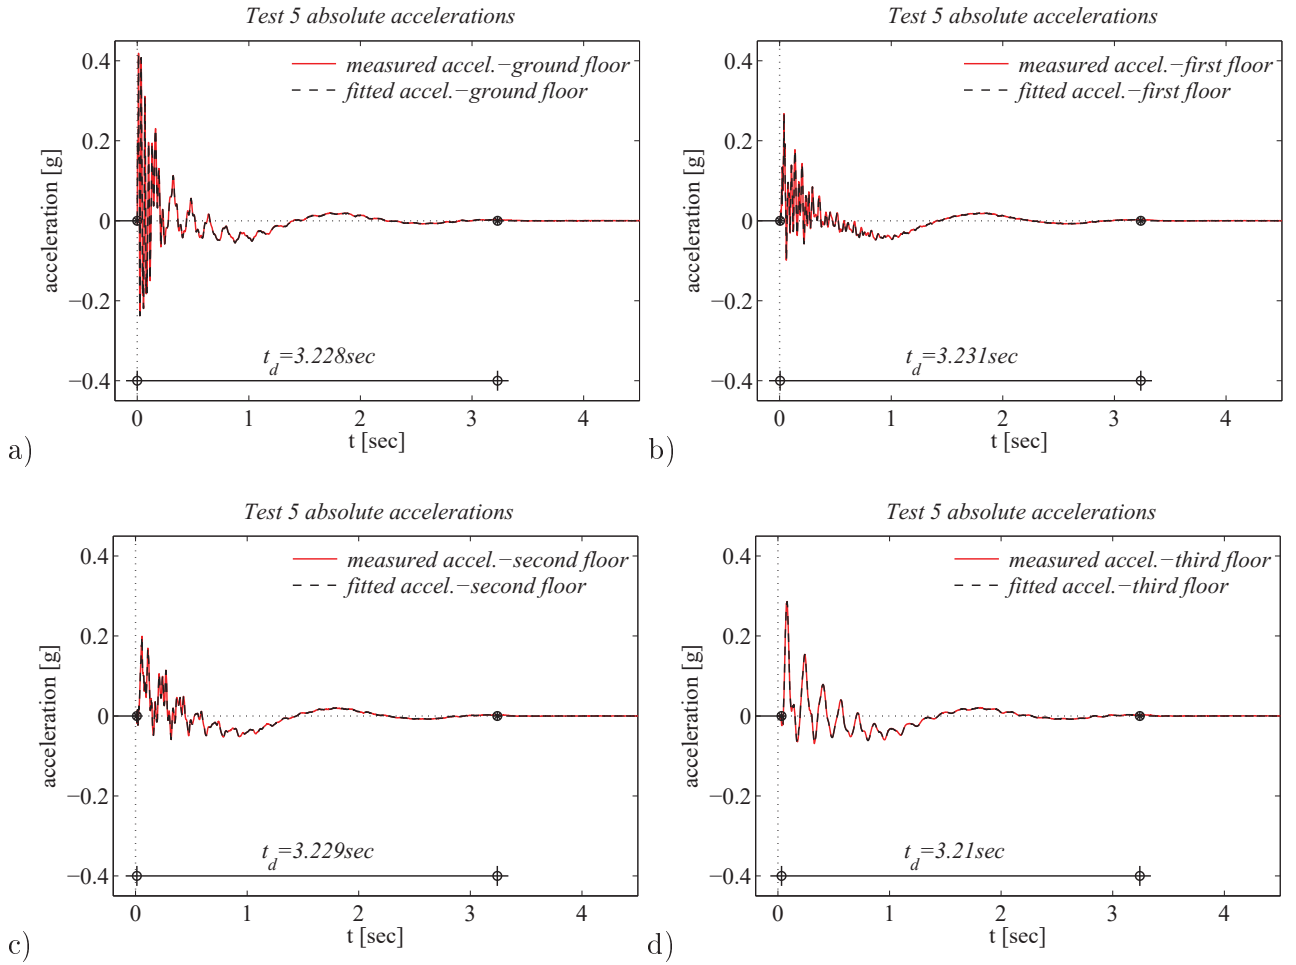 Test 5 absolute accelerations
measured accel.−ground floor
fitted accel.−ground floor
0.4
0.2
0
−0.2
−0.4
acceleration [g]
t_d=3.228sec
0 1 2 3 4
t [sec]
a)
Test 5 absolute accelerations
measured accel.−first floor
fitted accel.−first floor
0.4
0.2
0
−0.2
−0.4
acceleration [g]
t_d=3.231sec
0 1 2 3 4
t [sec]
b)
Test 5 absolute accelerations
measured accel.−second floor
fitted accel.−second floor
0.4
0.2
0
−0.2
−0.4
acceleration [g]
t_d=3.229sec
0 1 2 3 4
t [sec]
c)
Test 5 absolute accelerations
measured accel.−third floor
fitted accel.−third floor
0.4
0.2
0
−0.2
−0.4
acceleration [g]
t_d=3.21sec
0 1 2 3 4
t [sec]
d)